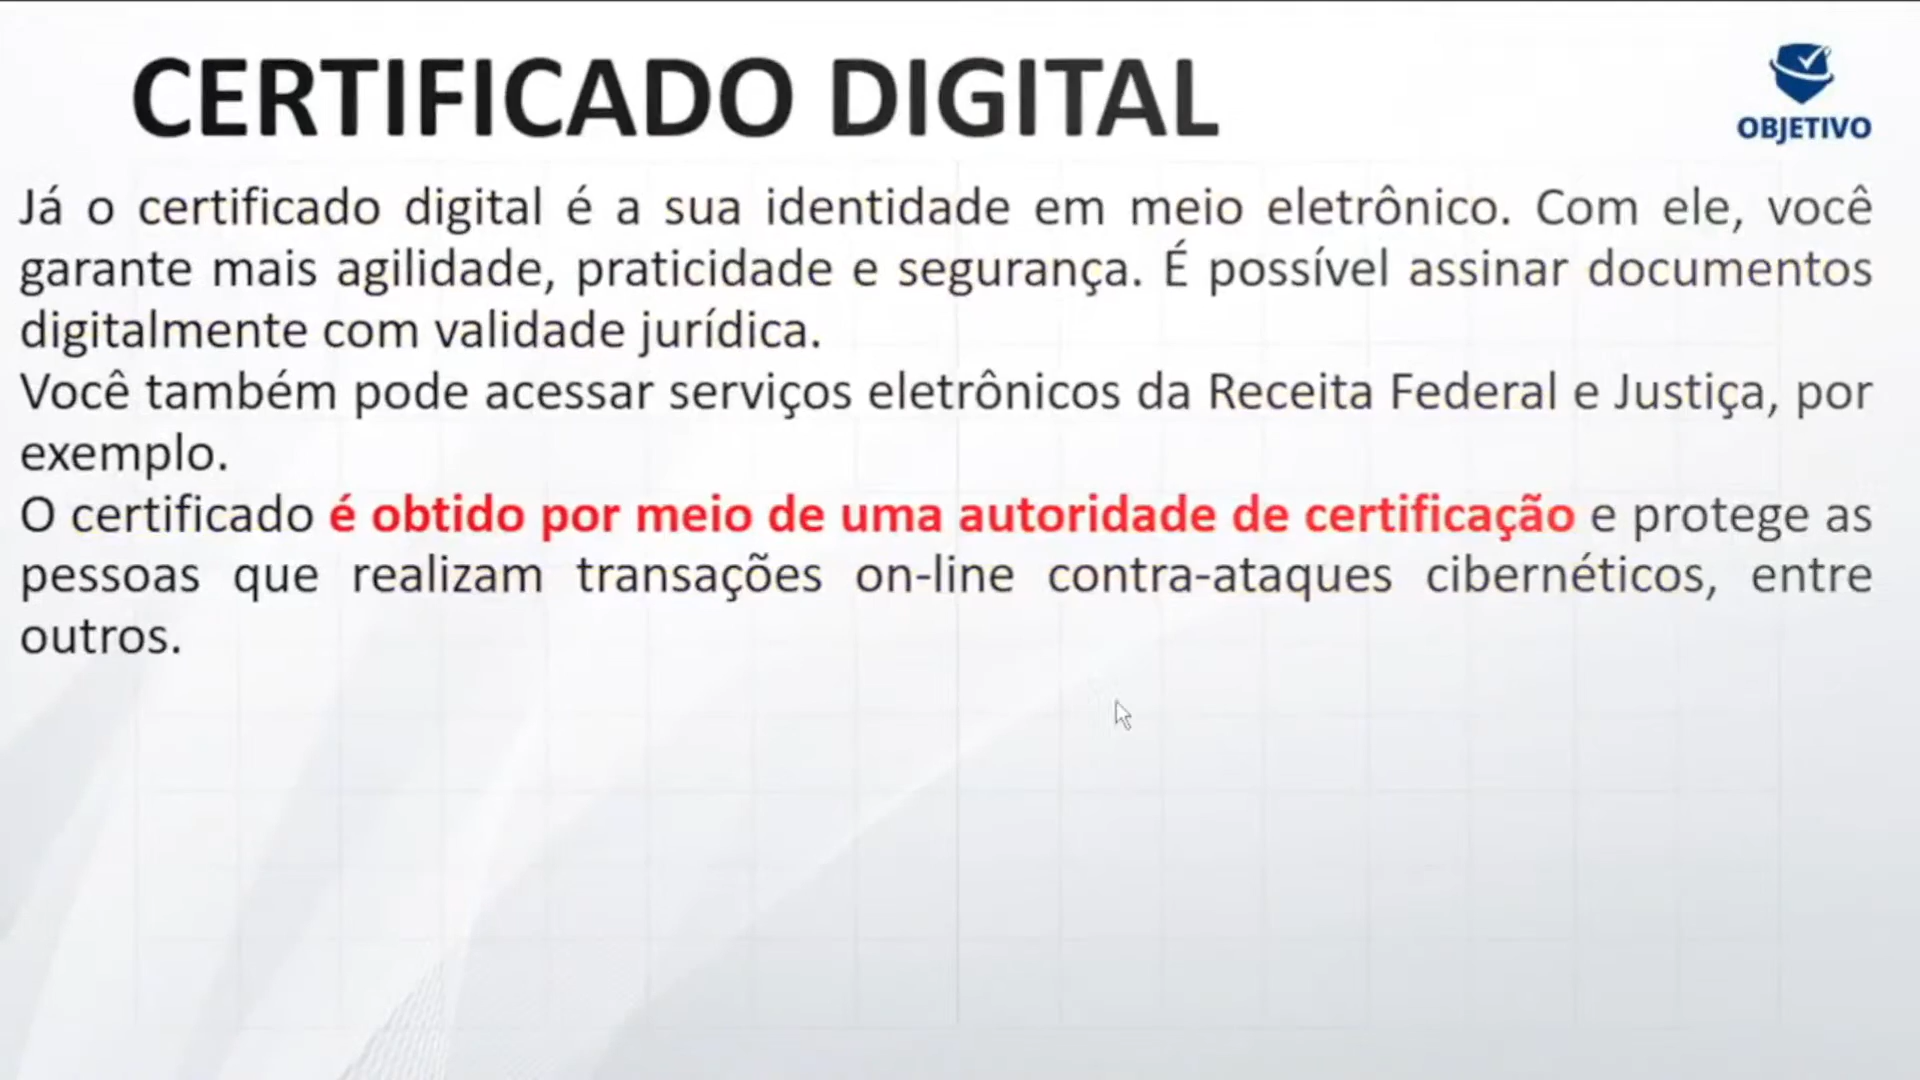 CERTIFICADO DIGITAL
OBJETIVO
Já o certificado digital é a sua identidade em meio eletrônico. Com ele, você
garante mais agilidade, praticidade e segurança. É possível assinar documentos
digitalmente com validade jurídica.
Você também pode acessar serviços eletrônicos da Receita Federal e Justiça, por
exemplo.
O certificado é obtido por meio de uma autoridade de certificação e protege as
pessoas que realizam transações on-line contra-ataques cibernéticos, entre
outros.